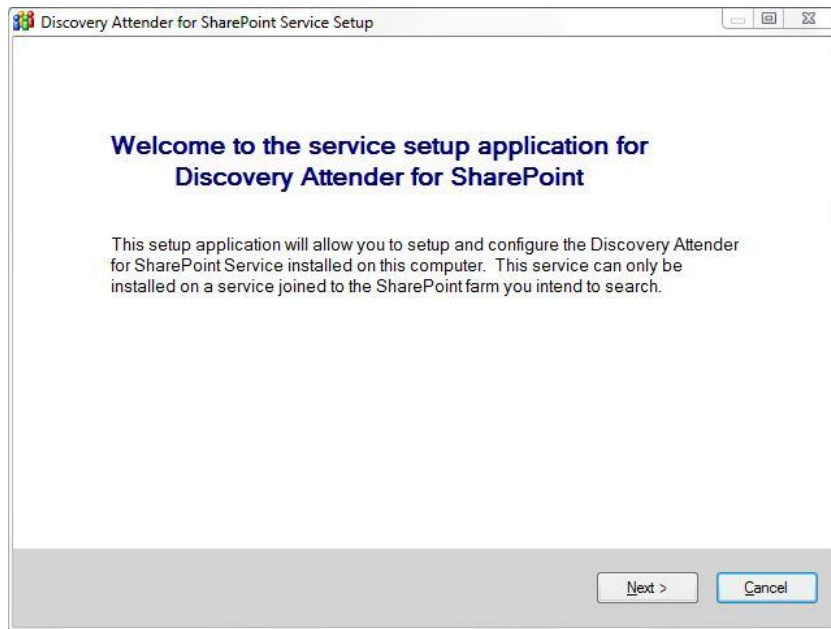 Discovery Attender for SharePoint Service Setup
Welcome to the service setup application for
Discovery Attender for SharePoint
This setup application will allow you to setup and configure the Discovery Attender
for SharePoint Service installed on this computer. This service can only be
installed on a service joined to the SharePoint farm you intend to search.
Next >
Cancel